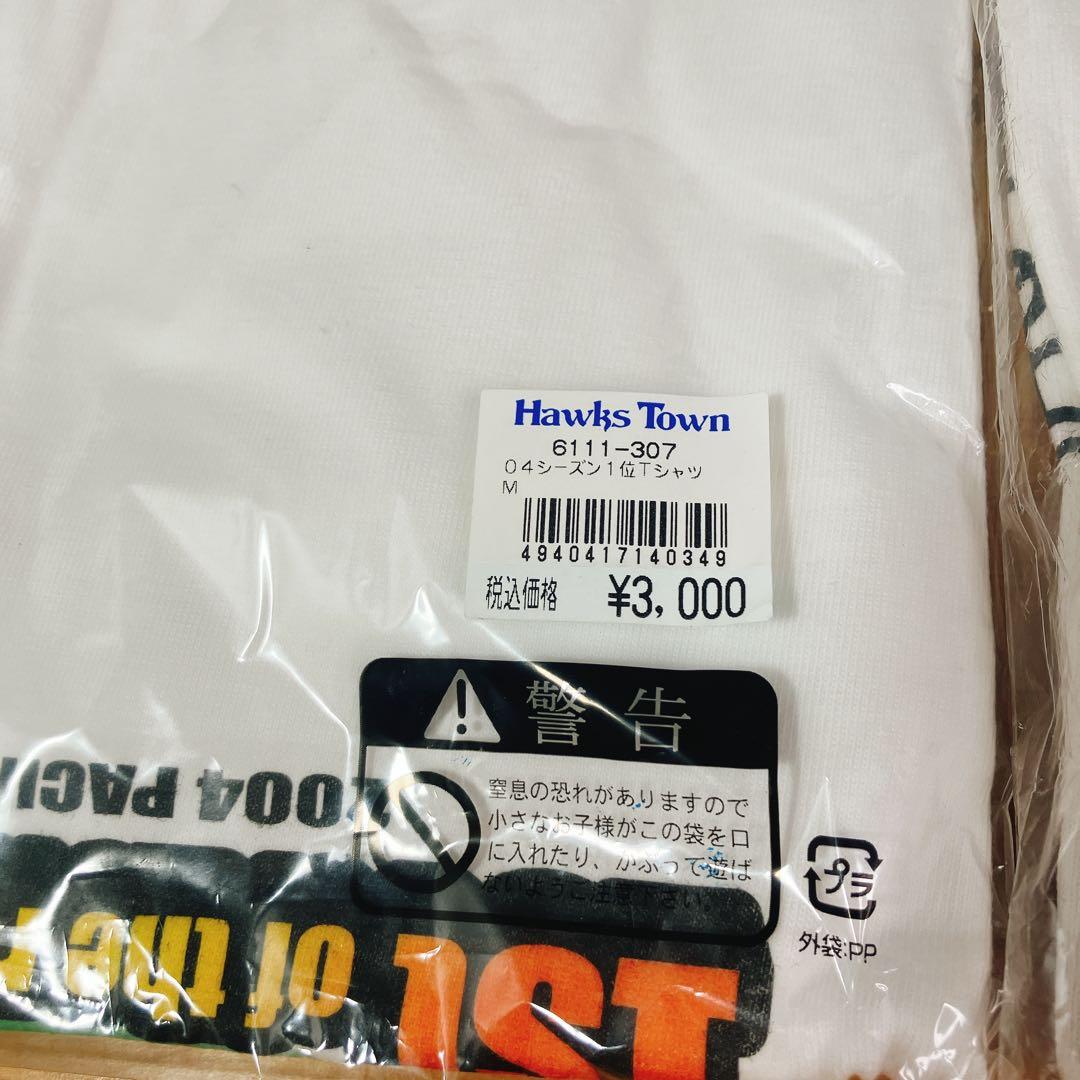 Hawks Town
6111-307
04シーズン1位Tシャツ
M
4940417140349
税込価格 ¥3,000
警告
窒息の恐れがありますので
小さなお子様がこの袋を口
に入れたり、かぶって遊ば
ないようご注意下さい。
プラ
外袋:PP
1ST of the
2004 PACI